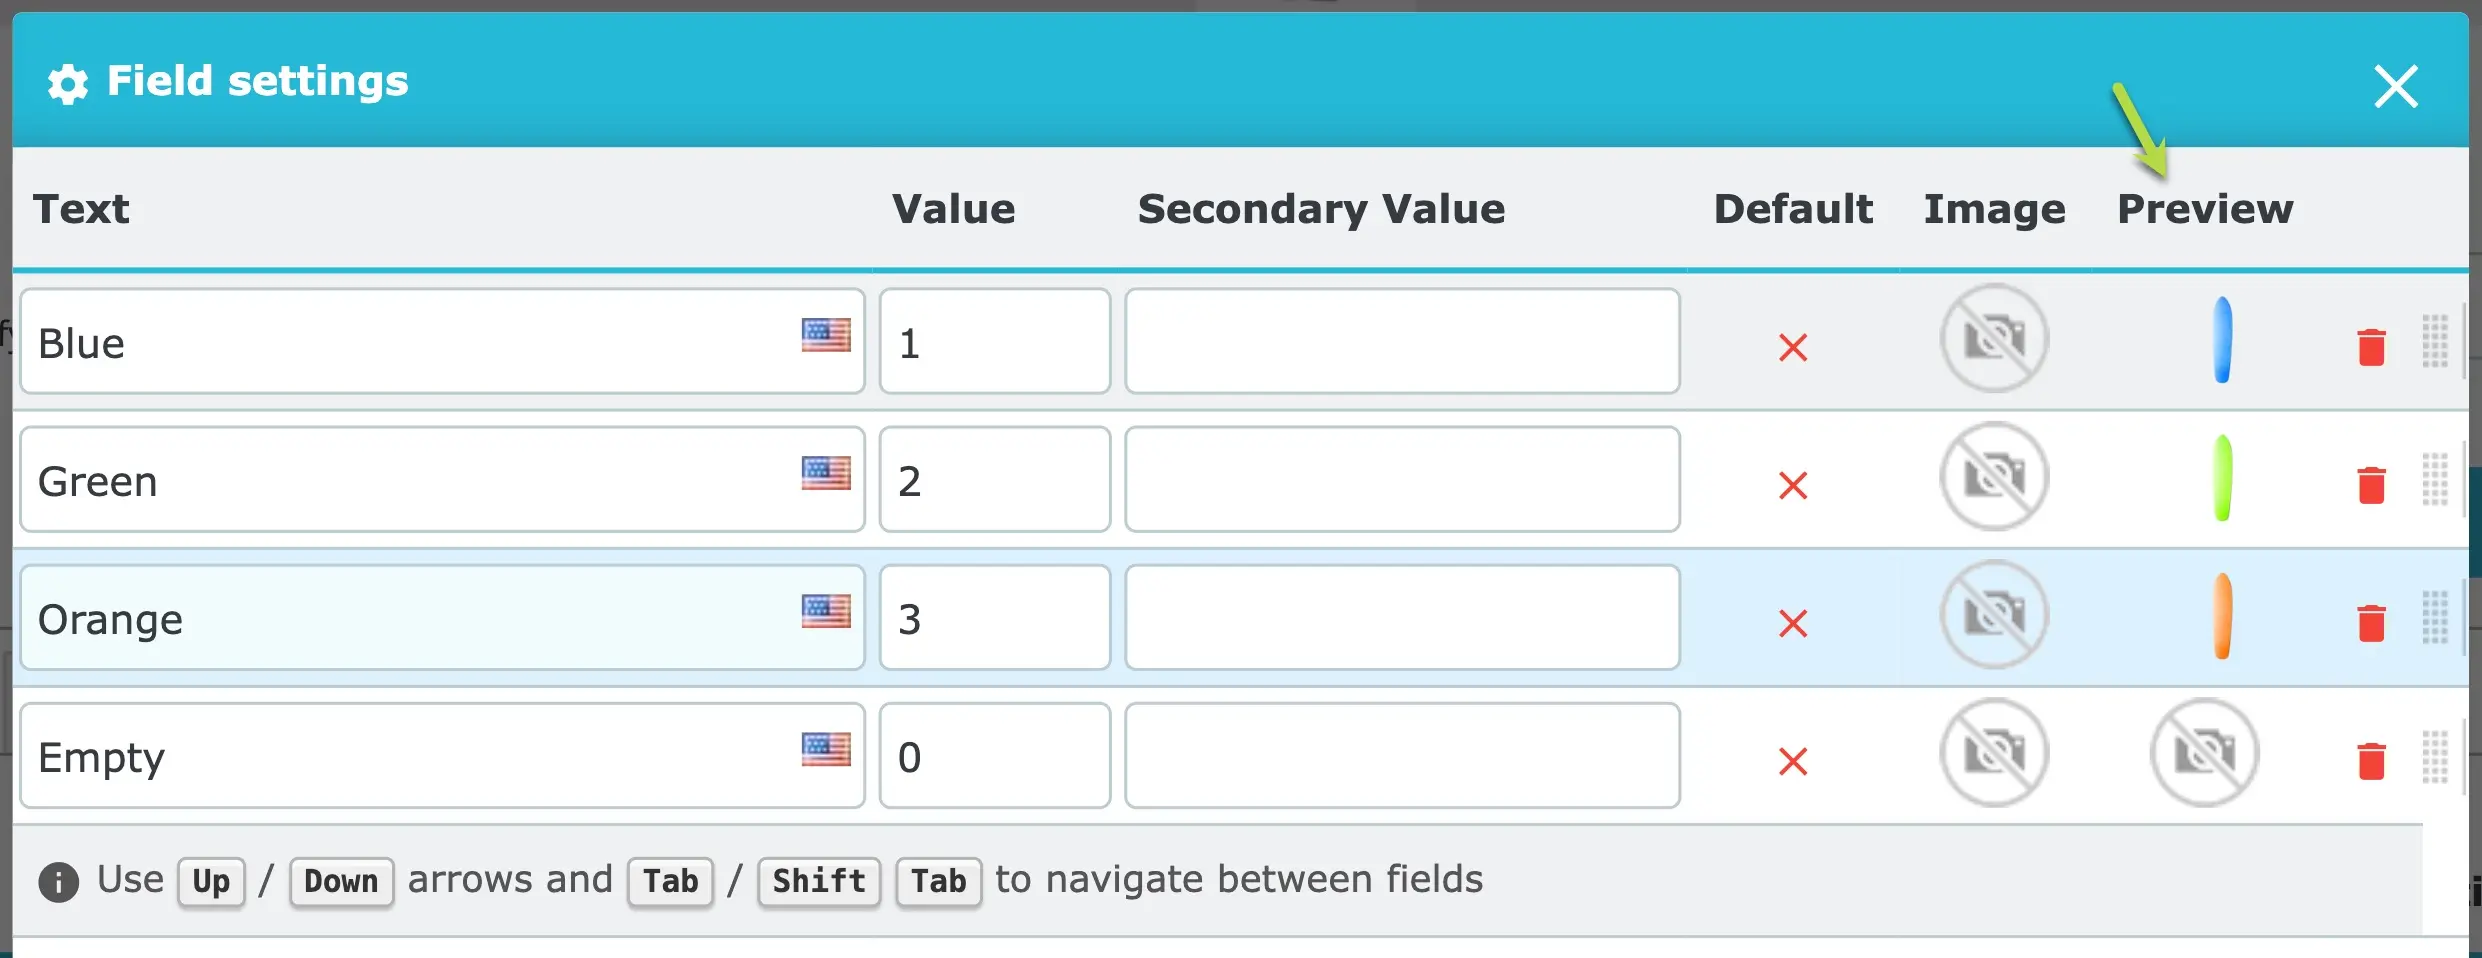 Field settings
Text Value Secondary Value Default Image Preview
Blue 1
Green 2
Orange 3
Empty 0
Use Up / Down arrows and Tab / Shift Tab to navigate between fields